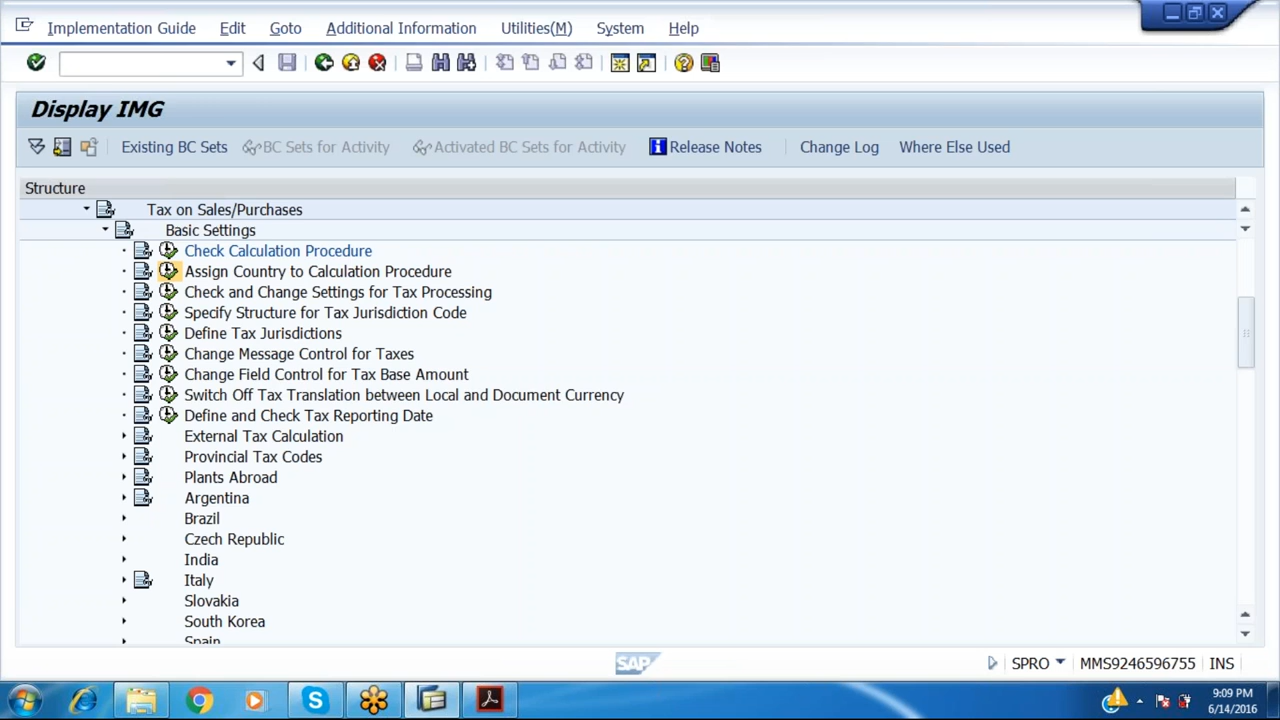 Implementation Guide Edit Goto Additional Information Utilities(M) System Help
Display IMG
Existing BC Sets BC Sets for Activity Activated BC Sets for Activity Release Notes Change Log Where Else Used
Structure
Tax on Sales/Purchases
Basic Settings
Check Calculation Procedure
Assign Country to Calculation Procedure
Check and Change Settings for Tax Processing
Specify Structure for Tax Jurisdiction Code
Define Tax Jurisdictions
Change Message Control for Taxes
Change Field Control for Tax Base Amount
Switch Off Tax Translation between Local and Document Currency
Define and Check Tax Reporting Date
External Tax Calculation
Provincial Tax Codes
Plants Abroad
Argentina
Brazil
Czech Republic
India
Italy
Slovakia
South Korea
Spain
SAP SPRO MMS9246596755 INS
9:09 PM
6/14/2016